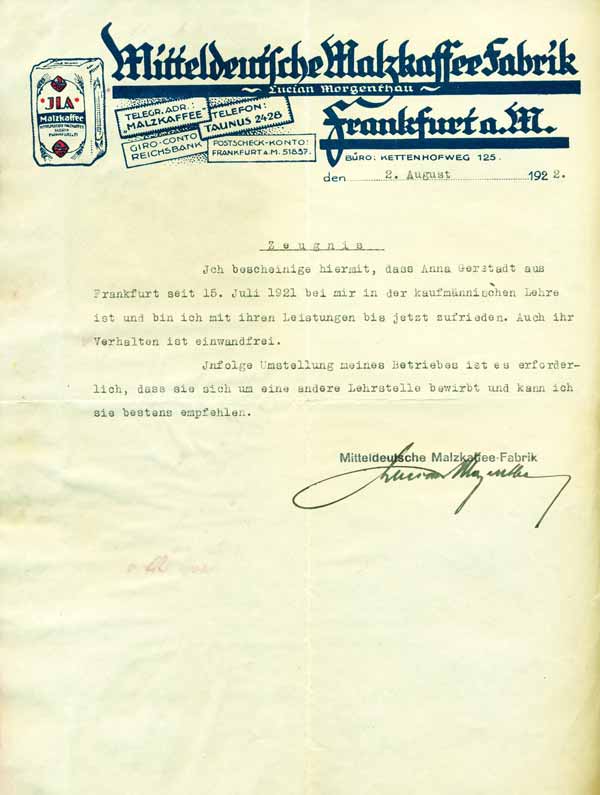 Mitteldeutsche Malzkaffee Fabrik
Lucian Morgenthau
JLA
Malzkaffee
TELEGR. ADR.:
„MALZKAFFEE
TELEFON:
TAUNUS 2428
GIRO-CONTO
REICHSBANK
POSTSCHECK-KONTO:
FRANKFURT A.M. 51837.
Frankfurt a. M.
BÜRO: KETTENHOFWEG 125.
den 2. August 1922.
Zeugnis
Jch bescheinige hiermit, dass Anna Gerstadt aus
Frankfurt seit 15. Juli 1921 bei mir in der kaufmännischen Lehre
ist und bin ich mit ihren Leistungen bis jetzt zufrieden. Auch ihr
Verhalten ist einwandfrei.
Jnfolge Umstellung meines Betriebes ist es erforder-
lich, dass sie sich um eine andere Lehrstelle bewirbt und kann ich
sie bestens empfehlen.
Mitteldeutsche Malzkaffee-Fabrik
Lucian Morgenthau